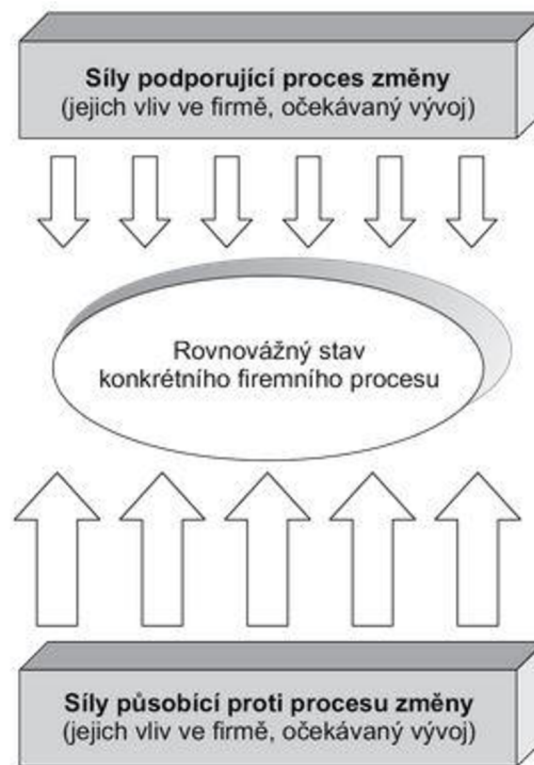 Síly podporující proces změny
(jejich vliv ve firmě, očekávaný vývoj)
Rovnovážný stav
konkrétního firemního procesu
Síly působící proti procesu změny
(jejich vliv ve firmě, očekávaný vývoj)